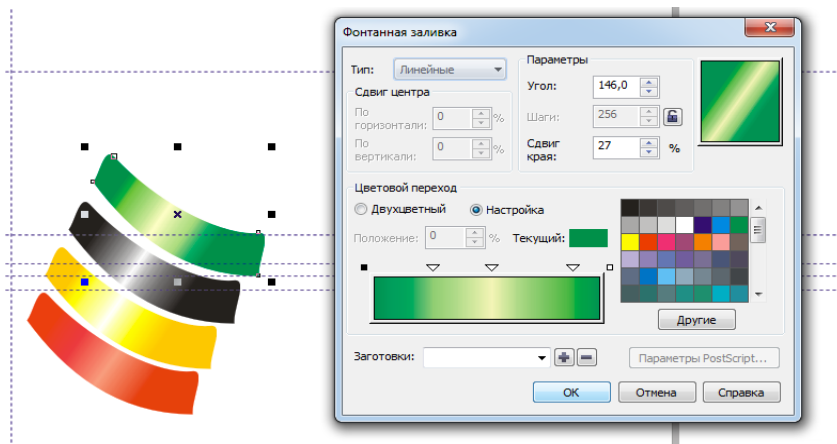 Фонтанная заливка
Тип: Линейные
Сдвиг центра
По горизонтали: 0 %
По вертикали: 0 %
Параметры
Угол: 146,0
Шаги: 256
Сдвиг края: 27 %
Цветовой переход
Двухцветный Настройка
Положение: 0 % Текущий:
Другие
Заготовки: Параметры PostScript...
OK Отмена Справка